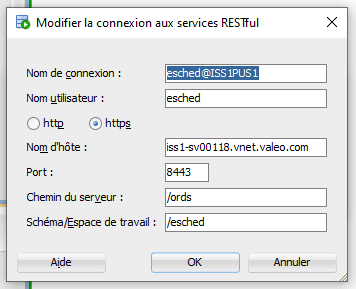 Modifier la connexion aux services RESTful
Nom de connexion : esched@ISS1PUS1
Nom utilisateur : esched
http https
Nom d'hôte : iss1-sv00118.vnet.valeo.com
Port : 8443
Chemin du serveur : /ords
Schéma/Espace de travail : /esched
Aide OK Annuler